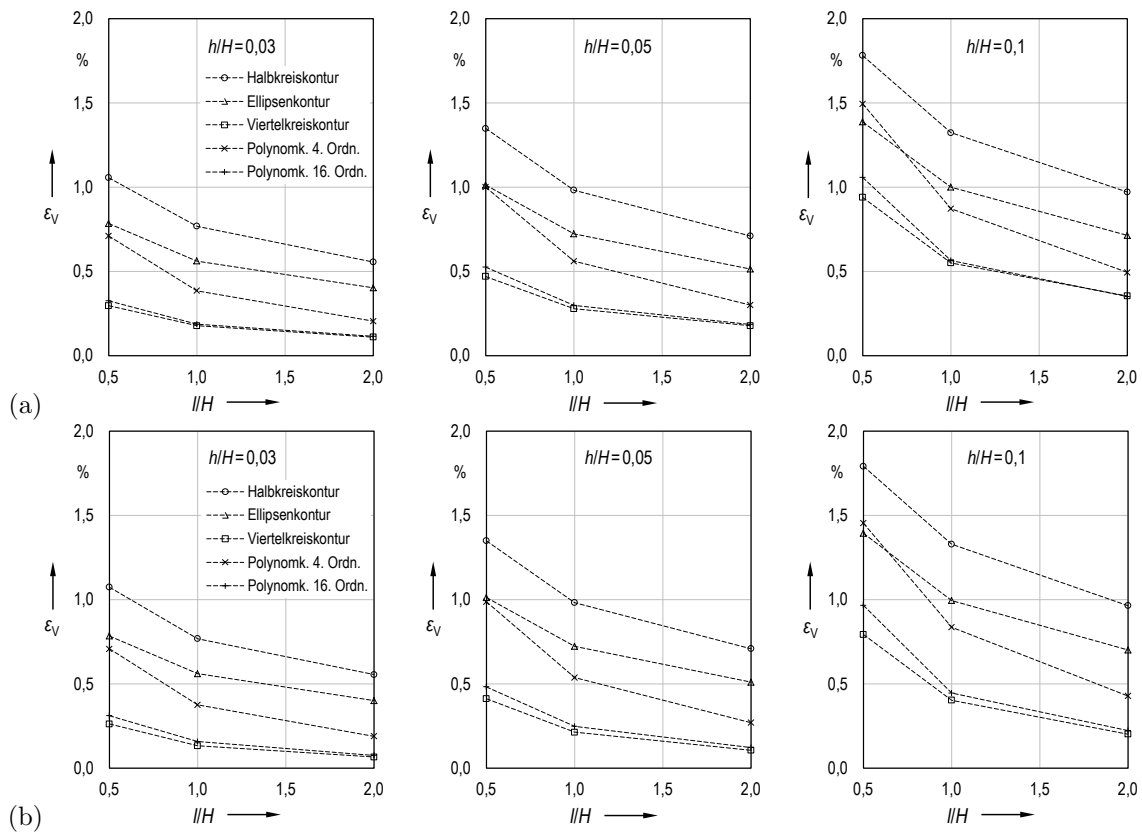 2,0
%
1,5
1,0
εV
0,5
0,0
h/H=0,03
Halbkreiskontur
Ellipsenkontur
Viertelkreiskontur
Polynomk. 4. Ordn.
Polynomk. 16. Ordn.
0,5 1,0 1,5 2,0
l/H
2,0
%
1,5
1,0
εV
0,5
0,0
h/H=0,05
0,5 1,0 1,5 2,0
l/H
2,0
%
1,5
1,0
εV
0,5
0,0
h/H=0,1
0,5 1,0 1,5 2,0
l/H
(a)
2,0
%
1,5
1,0
εV
0,5
0,0
h/H=0,03
Halbkreiskontur
Ellipsenkontur
Viertelkreiskontur
Polynomk. 4. Ordn.
Polynomk. 16. Ordn.
0,5 1,0 1,5 2,0
l/H
2,0
%
1,5
1,0
εV
0,5
0,0
h/H=0,05
0,5 1,0 1,5 2,0
l/H
2,0
%
1,5
1,0
εV
0,5
0,0
h/H=0,1
0,5 1,0 1,5 2,0
l/H
(b)